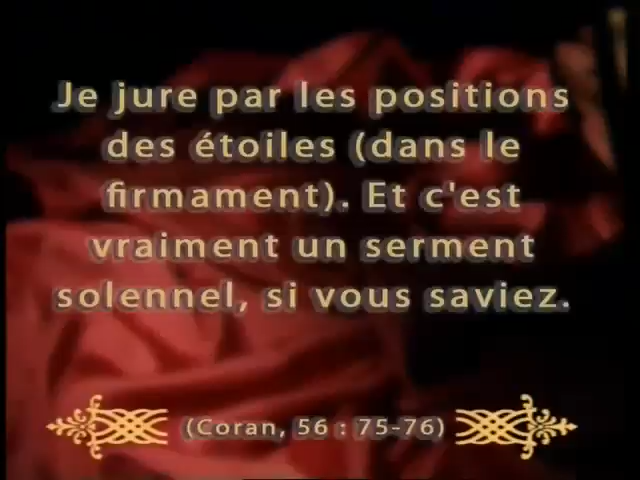 Je jure par les positions
des étoiles (dans le
firmament). Et c'est
vraiment un serment
solennel, si vous saviez.
(Coran, 56 : 75-76)